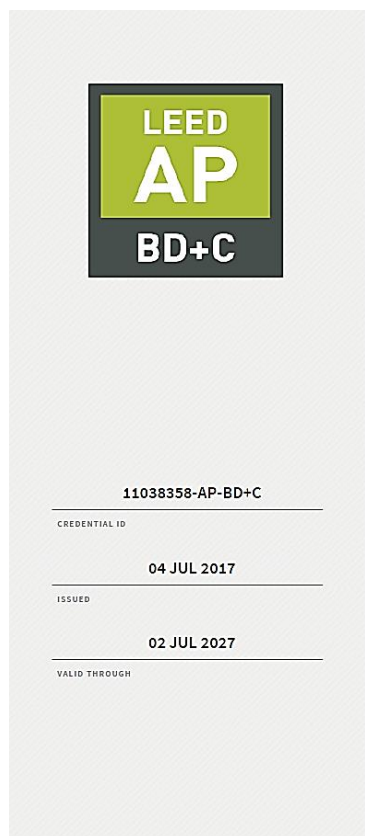 LEED
AP
BD+C
11038358-AP-BD+C
CREDENTIAL ID
04 JUL 2017
ISSUED
02 JUL 2027
VALID THROUGH